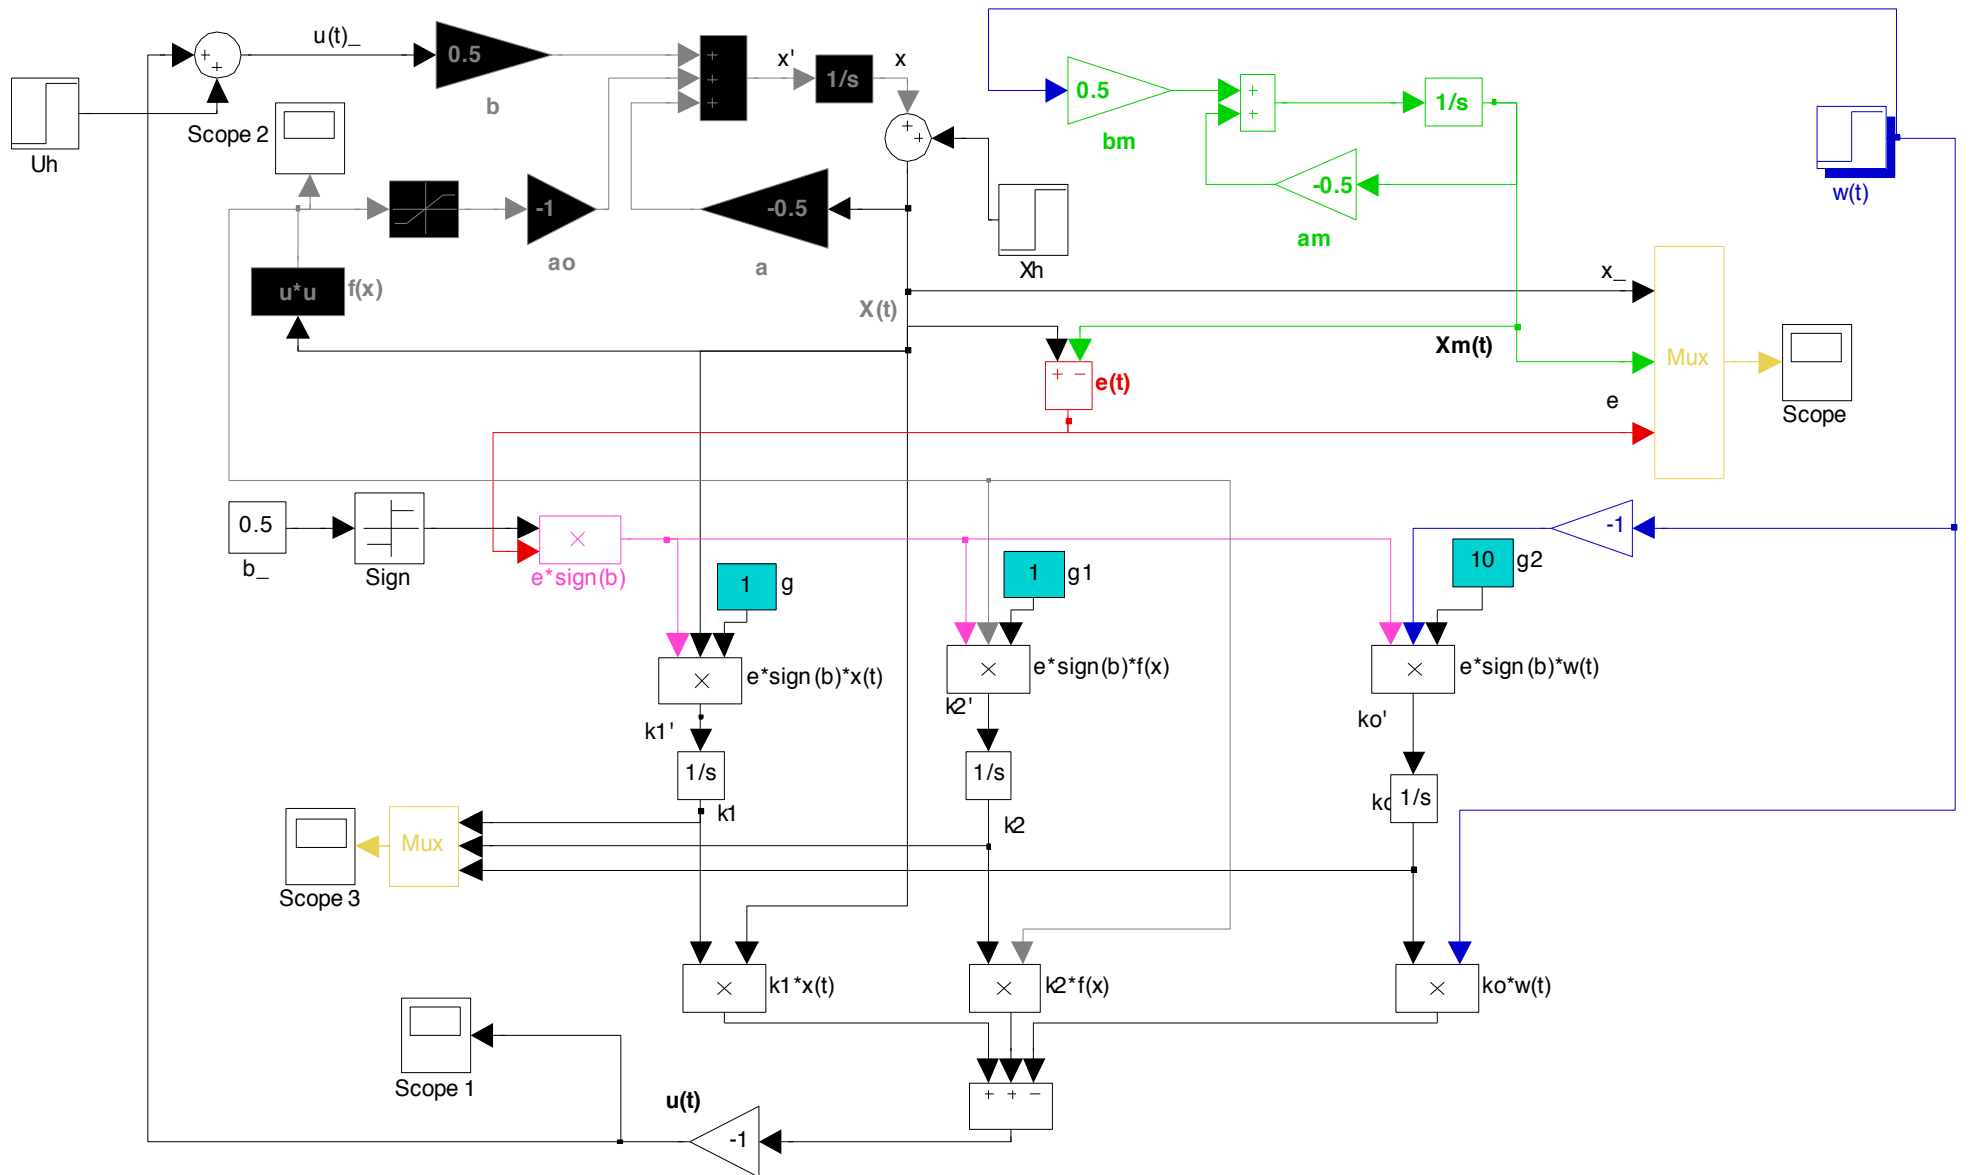 u(t)_
0.5
b
+
+
+
+
+
x'
1/s
x
+
+
Uh
Scope 2
-1
ao
-0.5
a
u*u
f(x)
X(t)
Xh
0.5
bm
+
+
1/s
-0.5
am
w(t)
x_
Xm(t)
+ −
e(t)
e
Mux
Scope
0.5
b_
Sign
×
e*sign(b)
1
g
1
g1
-1
10
g2
×
e*sign(b)*x(t)
×
e*sign(b)*f(x)
×
e*sign(b)*w(t)
k1'
k2'
ko'
1/s
k1
1/s
k2
1/s
Mux
Scope 3
×
k1*x(t)
×
k2*f(x)
×
ko*w(t)
Scope 1
+ + −
u(t)
-1